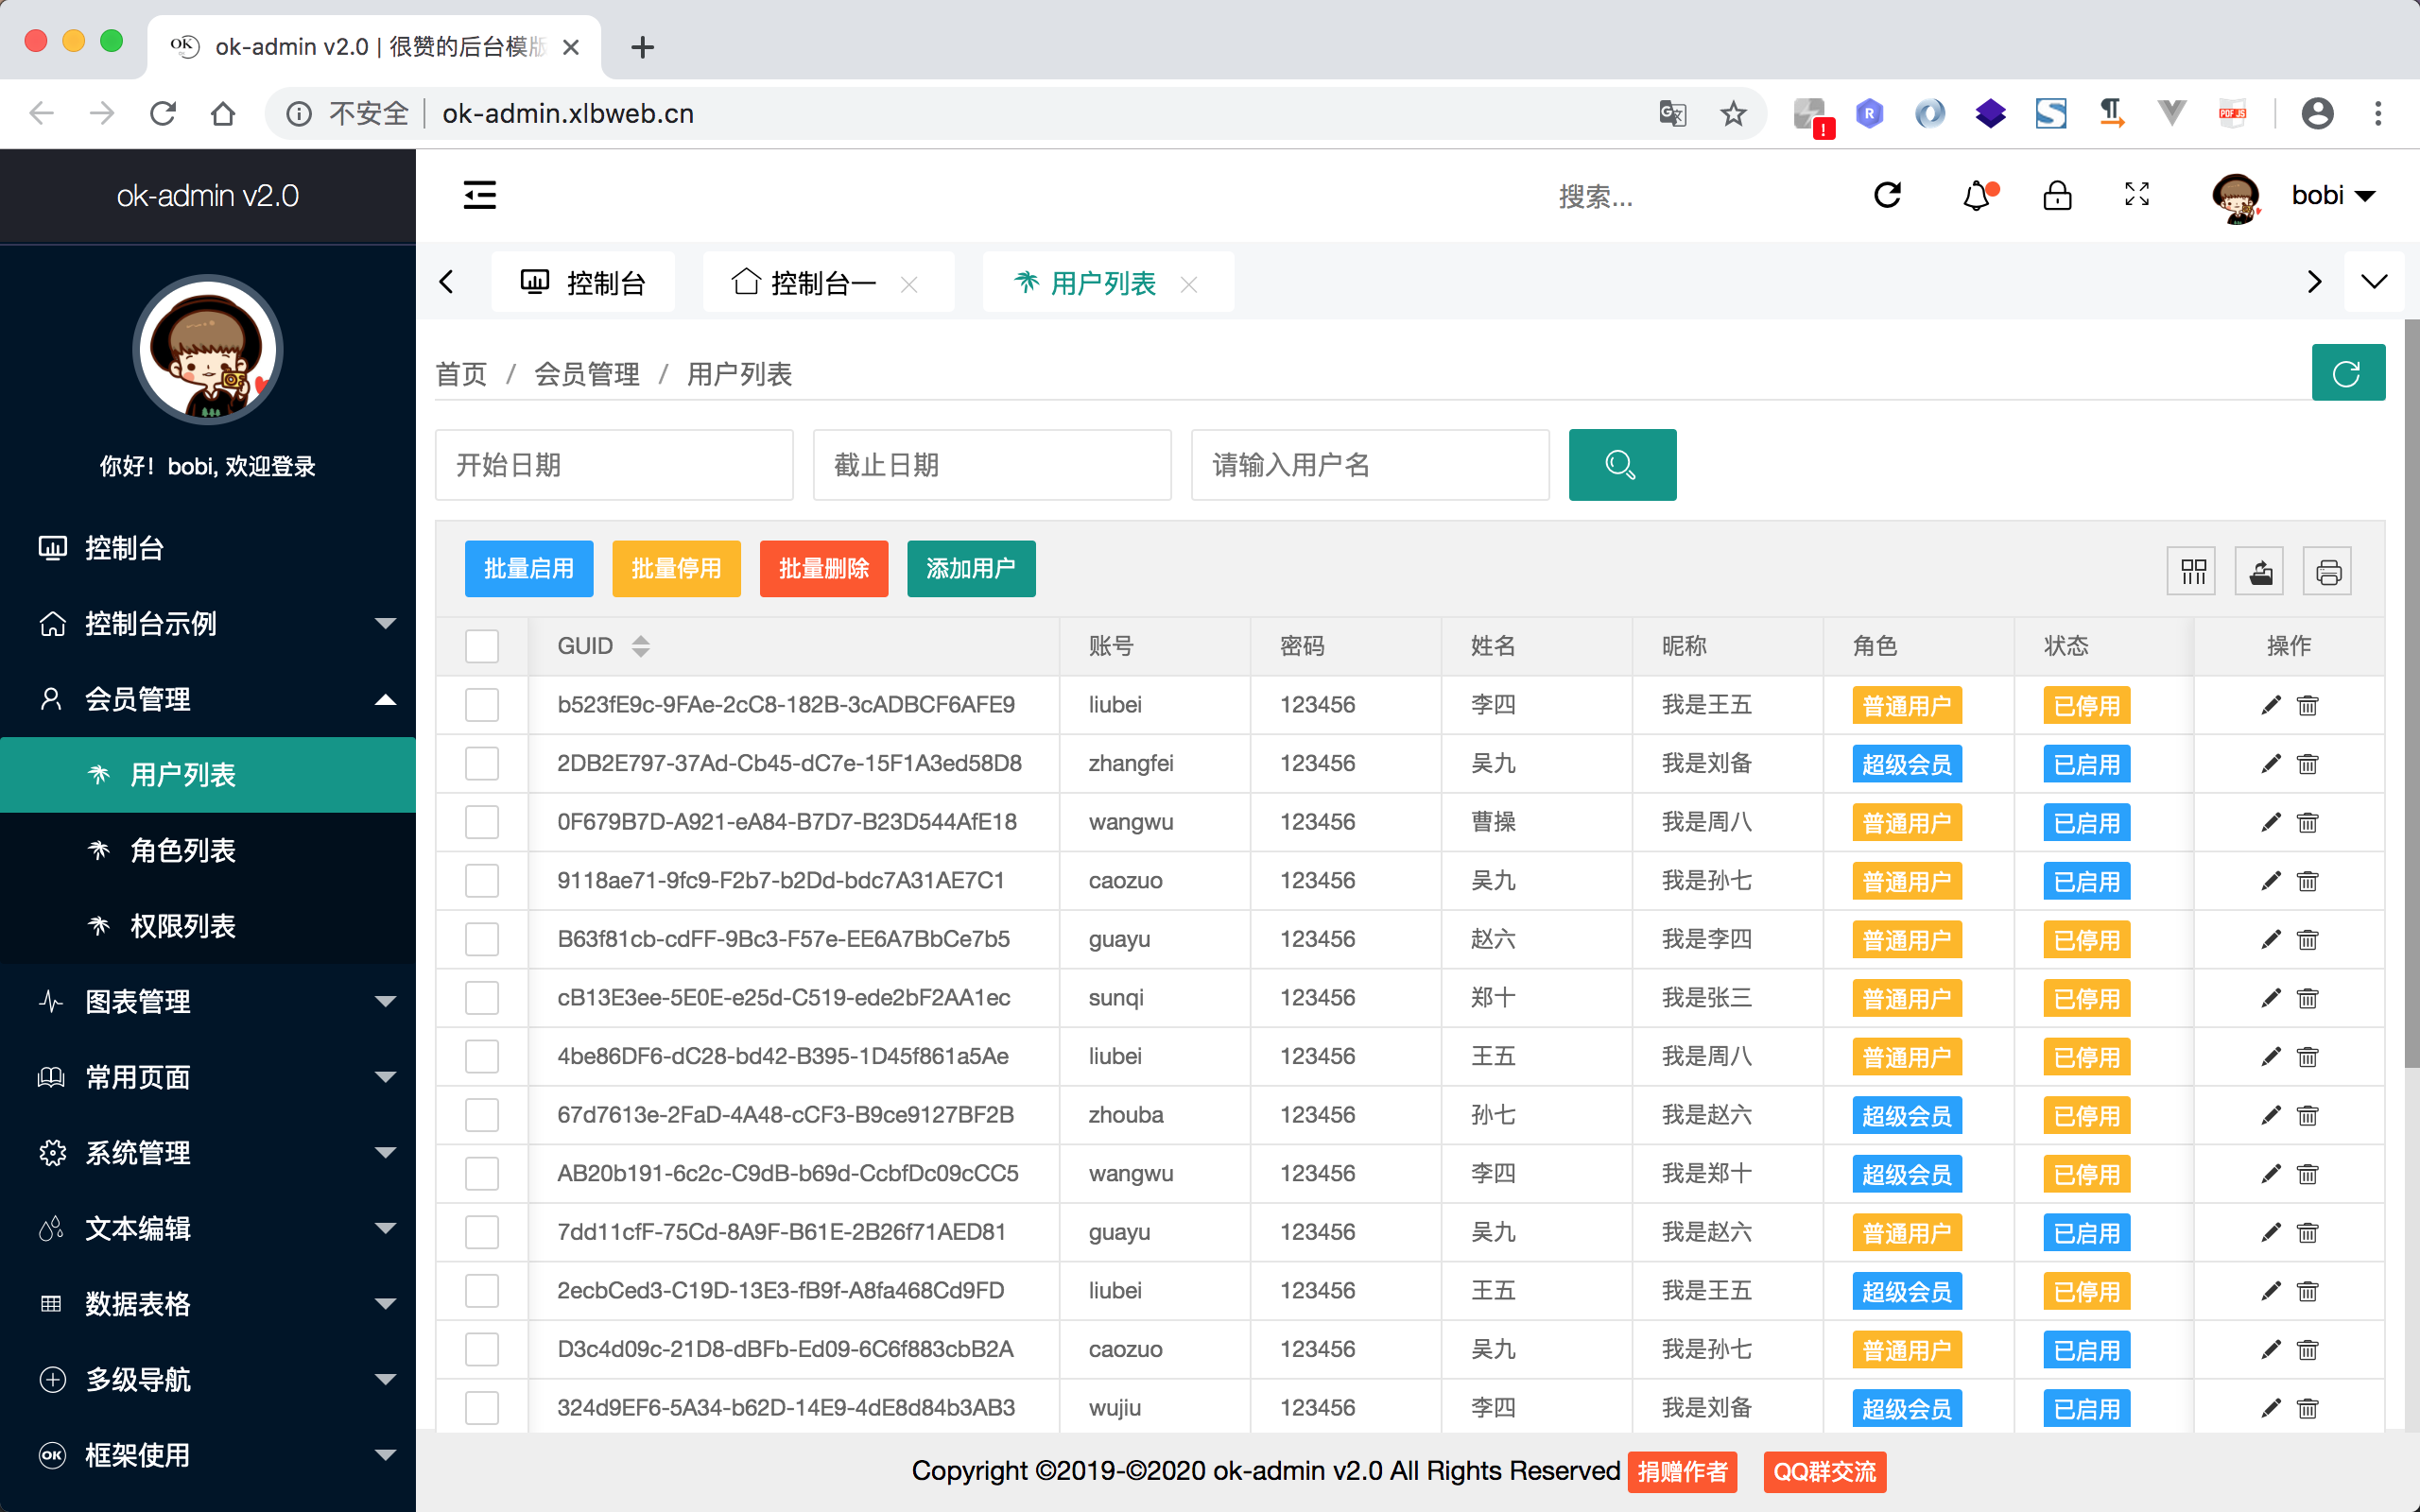 ok-admin v2.0 | 很赞的后台模版
不安全 ok-admin.xlbweb.cn
ok-admin v2.0
搜索...
bobi
控制台 控制台一 用户列表
首页 / 会员管理 / 用户列表
你好！bobi, 欢迎登录
控制台
控制台示例
会员管理
用户列表
角色列表
权限列表
图表管理
常用页面
系统管理
文本编辑
数据表格
多级导航
框架使用
开始日期 截止日期 请输入用户名
批量启用 批量停用 批量删除 添加用户
GUID 账号 密码 姓名 昵称 角色 状态 操作
b523fE9c-9FAe-2cC8-182B-3cADBCF6AFE9 liubei 123456 李四 我是王五 普通用户 已停用
2DB2E797-37Ad-Cb45-dC7e-15F1A3ed58D8 zhangfei 123456 吴九 我是刘备 超级会员 已启用
0F679B7D-A921-eA84-B7D7-B23D544AfE18 wangwu 123456 曹操 我是周八 普通用户 已启用
9118ae71-9fc9-F2b7-b2Dd-bdc7A31AE7C1 caozuo 123456 吴九 我是孙七 普通用户 已启用
B63f81cb-cdFF-9Bc3-F57e-EE6A7BbCe7b5 guayu 123456 赵六 我是李四 普通用户 已停用
cB13E3ee-5E0E-e25d-C519-ede2bF2AA1ec sunqi 123456 郑十 我是张三 普通用户 已停用
4be86DF6-dC28-bd42-B395-1D45f861a5Ae liubei 123456 王五 我是周八 普通用户 已停用
67d7613e-2FaD-4A48-cCF3-B9ce9127BF2B zhouba 123456 孙七 我是赵六 超级会员 已停用
AB20b191-6c2c-C9dB-b69d-CcbfDc09cCC5 wangwu 123456 李四 我是郑十 超级会员 已停用
7dd11cfF-75Cd-8A9F-B61E-2B26f71AED81 guayu 123456 吴九 我是赵六 普通用户 已启用
2ecbCed3-C19D-13E3-fB9f-A8fa468Cd9FD liubei 123456 王五 我是王五 超级会员 已停用
D3c4d09c-21D8-dBFb-Ed09-6C6f883cbB2A caozuo 123456 吴九 我是孙七 普通用户 已启用
324d9EF6-5A34-b62D-14E9-4dE8d84b3AB3 wujiu 123456 李四 我是刘备 超级会员 已启用
Copyright ©2019-©2020 ok-admin v2.0 All Rights Reserved 捐赠作者 QQ群交流